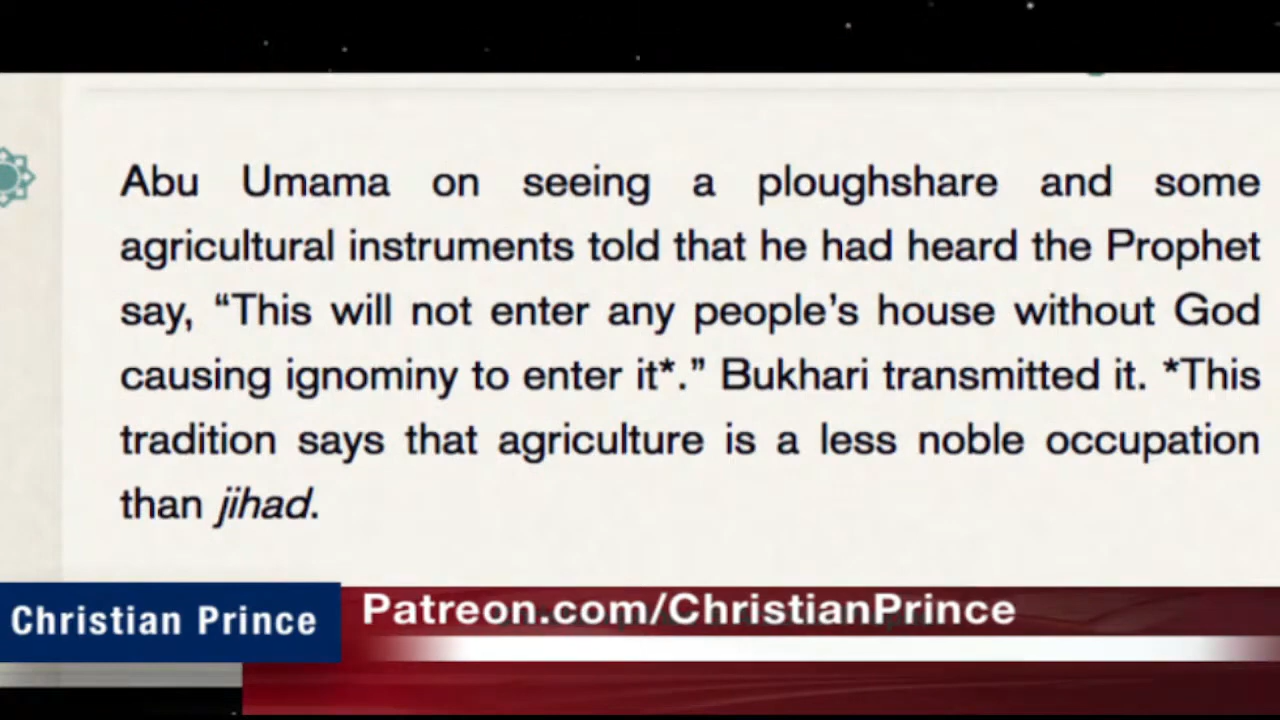 Abu Umama on seeing a ploughshare and some
agricultural instruments told that he had heard the Prophet
say, “This will not enter any people’s house without God
causing ignominy to enter it*.” Bukhari transmitted it. *This
tradition says that agriculture is a less noble occupation
than jihad.
Christian Prince
Patreon.com/ChristianPrince